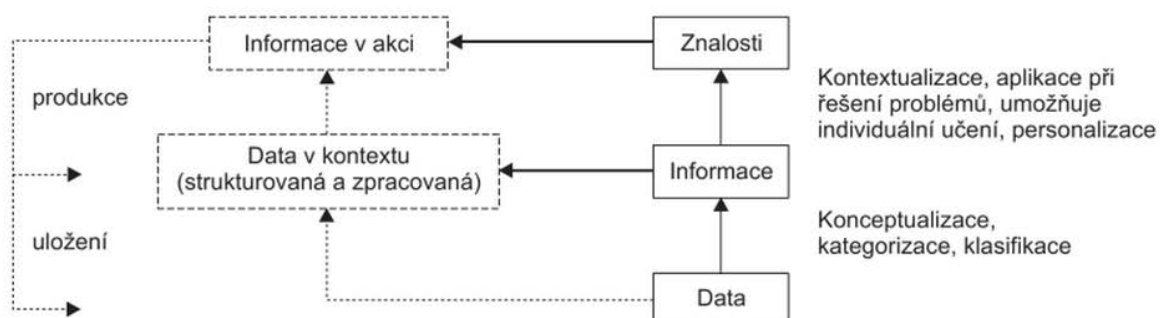 Informace v akci
Znalosti
produkce
Kontextualizace, aplikace při
řešení problémů, umožňuje
individuální učení, personalizace
Data v kontextu
(strukturovaná a zpracovaná)
Informace
uložení
Konceptualizace,
kategorizace, klasifikace
Data